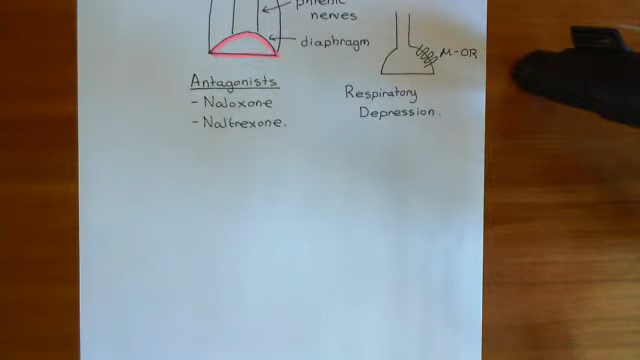 phrenic
nerves
diaphragm
μ-OR
Antagonists
- Naloxone
- Naltrexone.
Respiratory
Depression.